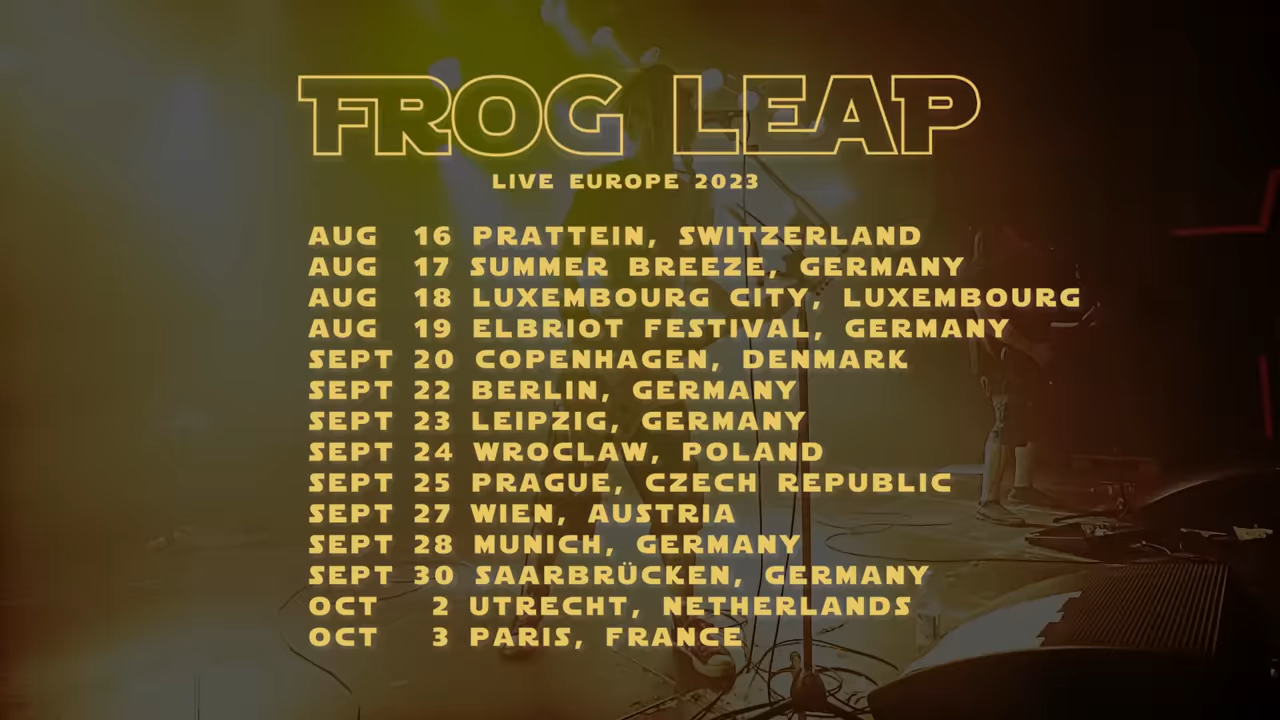 FROG LEAP
LIVE EUROPE 2023
AUG 16 PRATTEIN, SWITZERLAND
AUG 17 SUMMER BREEZE, GERMANY
AUG 18 LUXEMBOURG CITY, LUXEMBOURG
AUG 19 ELBRIOT FESTIVAL, GERMANY
SEPT 20 COPENHAGEN, DENMARK
SEPT 22 BERLIN, GERMANY
SEPT 23 LEIPZIG, GERMANY
SEPT 24 WROCLAW, POLAND
SEPT 25 PRAGUE, CZECH REPUBLIC
SEPT 27 WIEN, AUSTRIA
SEPT 28 MUNICH, GERMANY
SEPT 30 SAARBRÜCKEN, GERMANY
OCT 2 UTRECHT, NETHERLANDS
OCT 3 PARIS, FRANCE